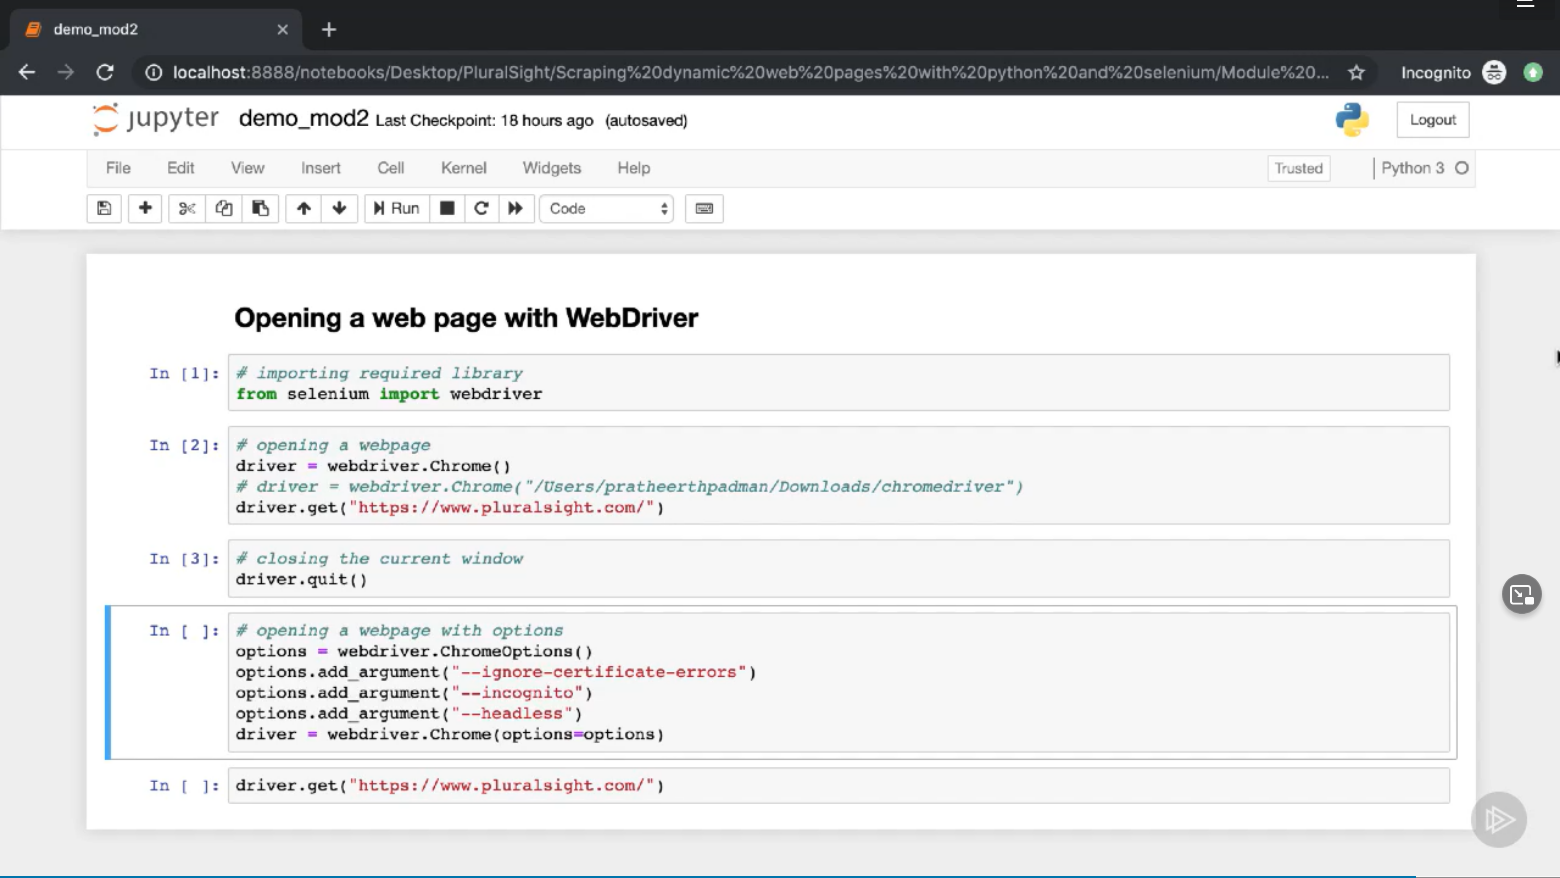 demo_mod2
localhost:8888/notebooks/Desktop/PluralSight/Scraping%20dynamic%20web%20pages%20with%20python%20and%20selenium/Module%20... Incognito
jupyter demo_mod2 Last Checkpoint: 18 hours ago (autosaved) Logout
File Edit View Insert Cell Kernel Widgets Help Trusted Python 3
Run Code
Opening a web page with WebDriver
In [1]: # importing required library
from selenium import webdriver
In [2]: # opening a webpage
driver = webdriver.Chrome()
# driver = webdriver.Chrome("/Users/pratheerthpadman/Downloads/chromedriver")
driver.get("https://www.pluralsight.com/")
In [3]: # closing the current window
driver.quit()
In [ ]: # opening a webpage with options
options = webdriver.ChromeOptions()
options.add_argument("--ignore-certificate-errors")
options.add_argument("--incognito")
options.add_argument("--headless")
driver = webdriver.Chrome(options=options)
In [ ]: driver.get("https://www.pluralsight.com/")